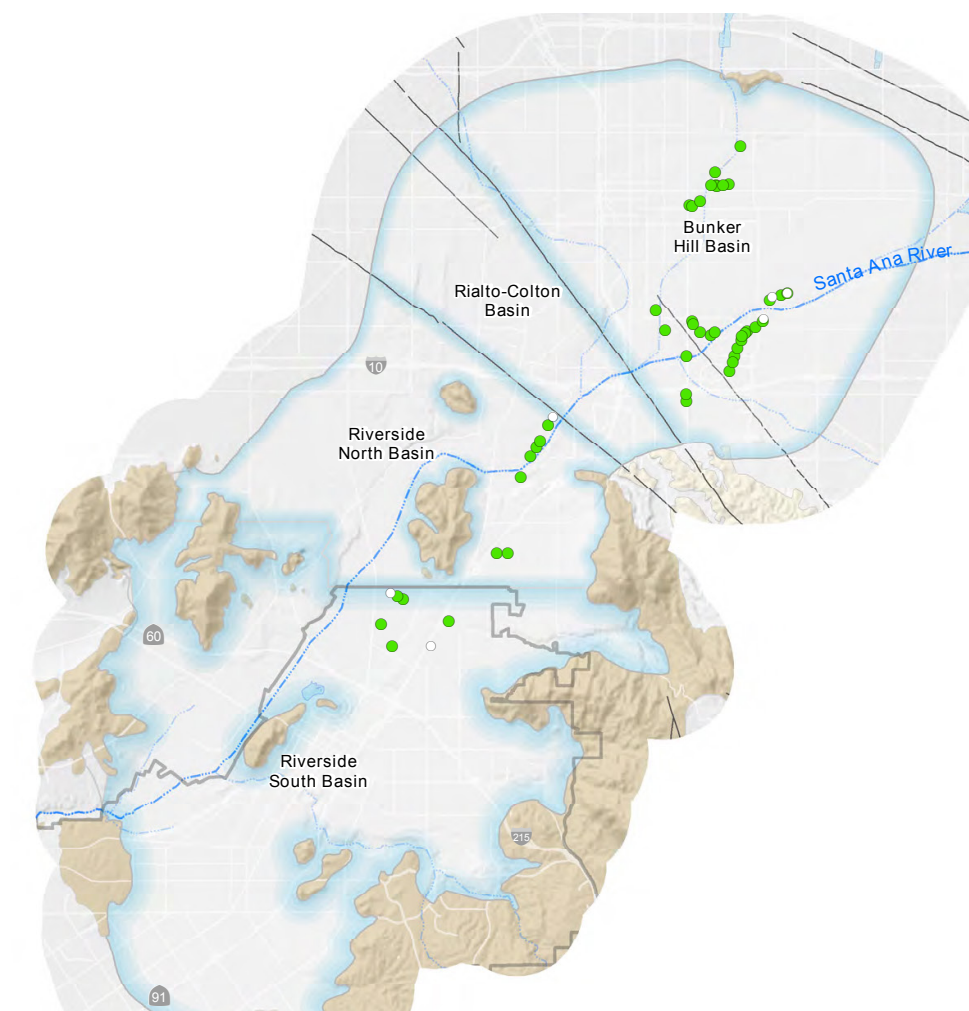 Bunker
Hill Basin
Santa Ana River
Rialto-Colton
Basin
10
Riverside
North Basin
60
Riverside
South Basin
215
91